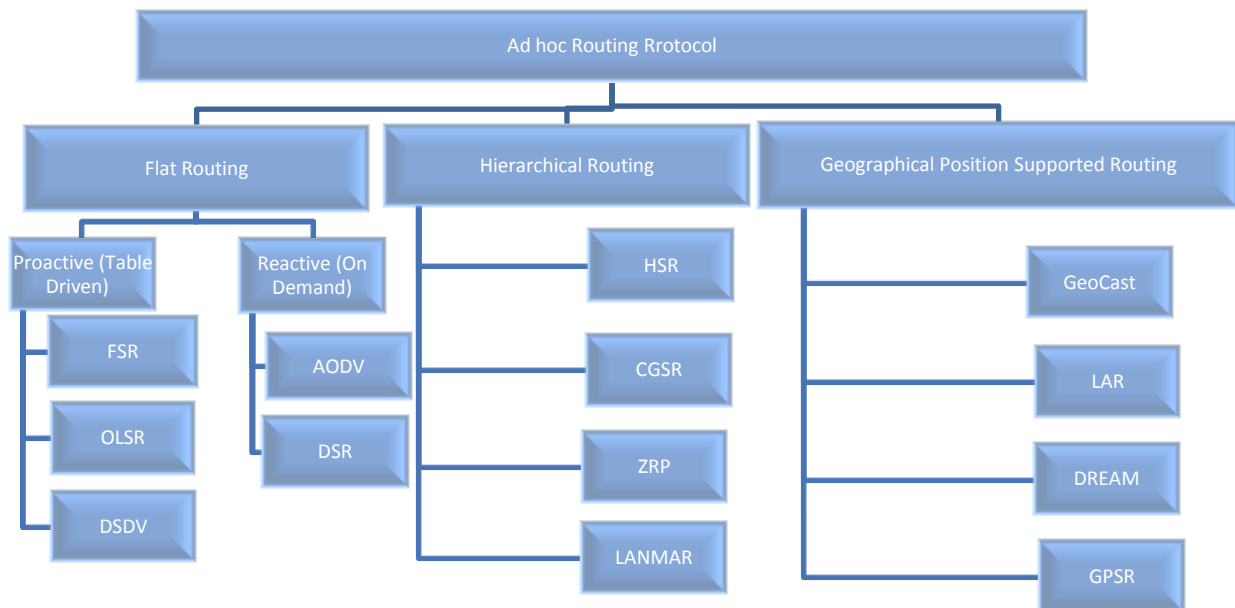 Ad hoc Routing Rrotocol
Flat Routing
Hierarchical Routing
Geographical Position Supported Routing
Proactive (Table
Driven)
Reactive (On
Demand)
FSR
OLSR
DSDV
AODV
DSR
HSR
CGSR
ZRP
LANMAR
GeoCast
LAR
DREAM
GPSR